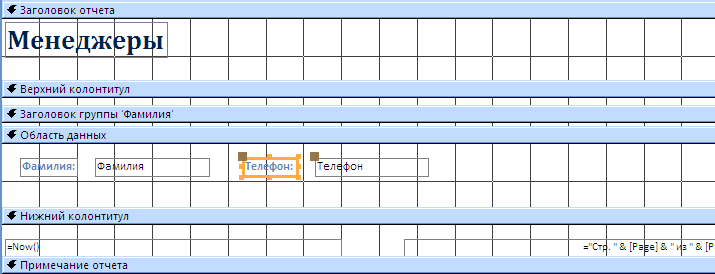 Заголовок отчета
Менеджеры
Верхний колонтитул
Заголовок группы 'Фамилия'
Область данных
Фамилия: Фамилия Телефон: Телефон
Нижний колонтитул
=Now() ="Стр. " & [Page] & " из " & [P
Примечание отчета